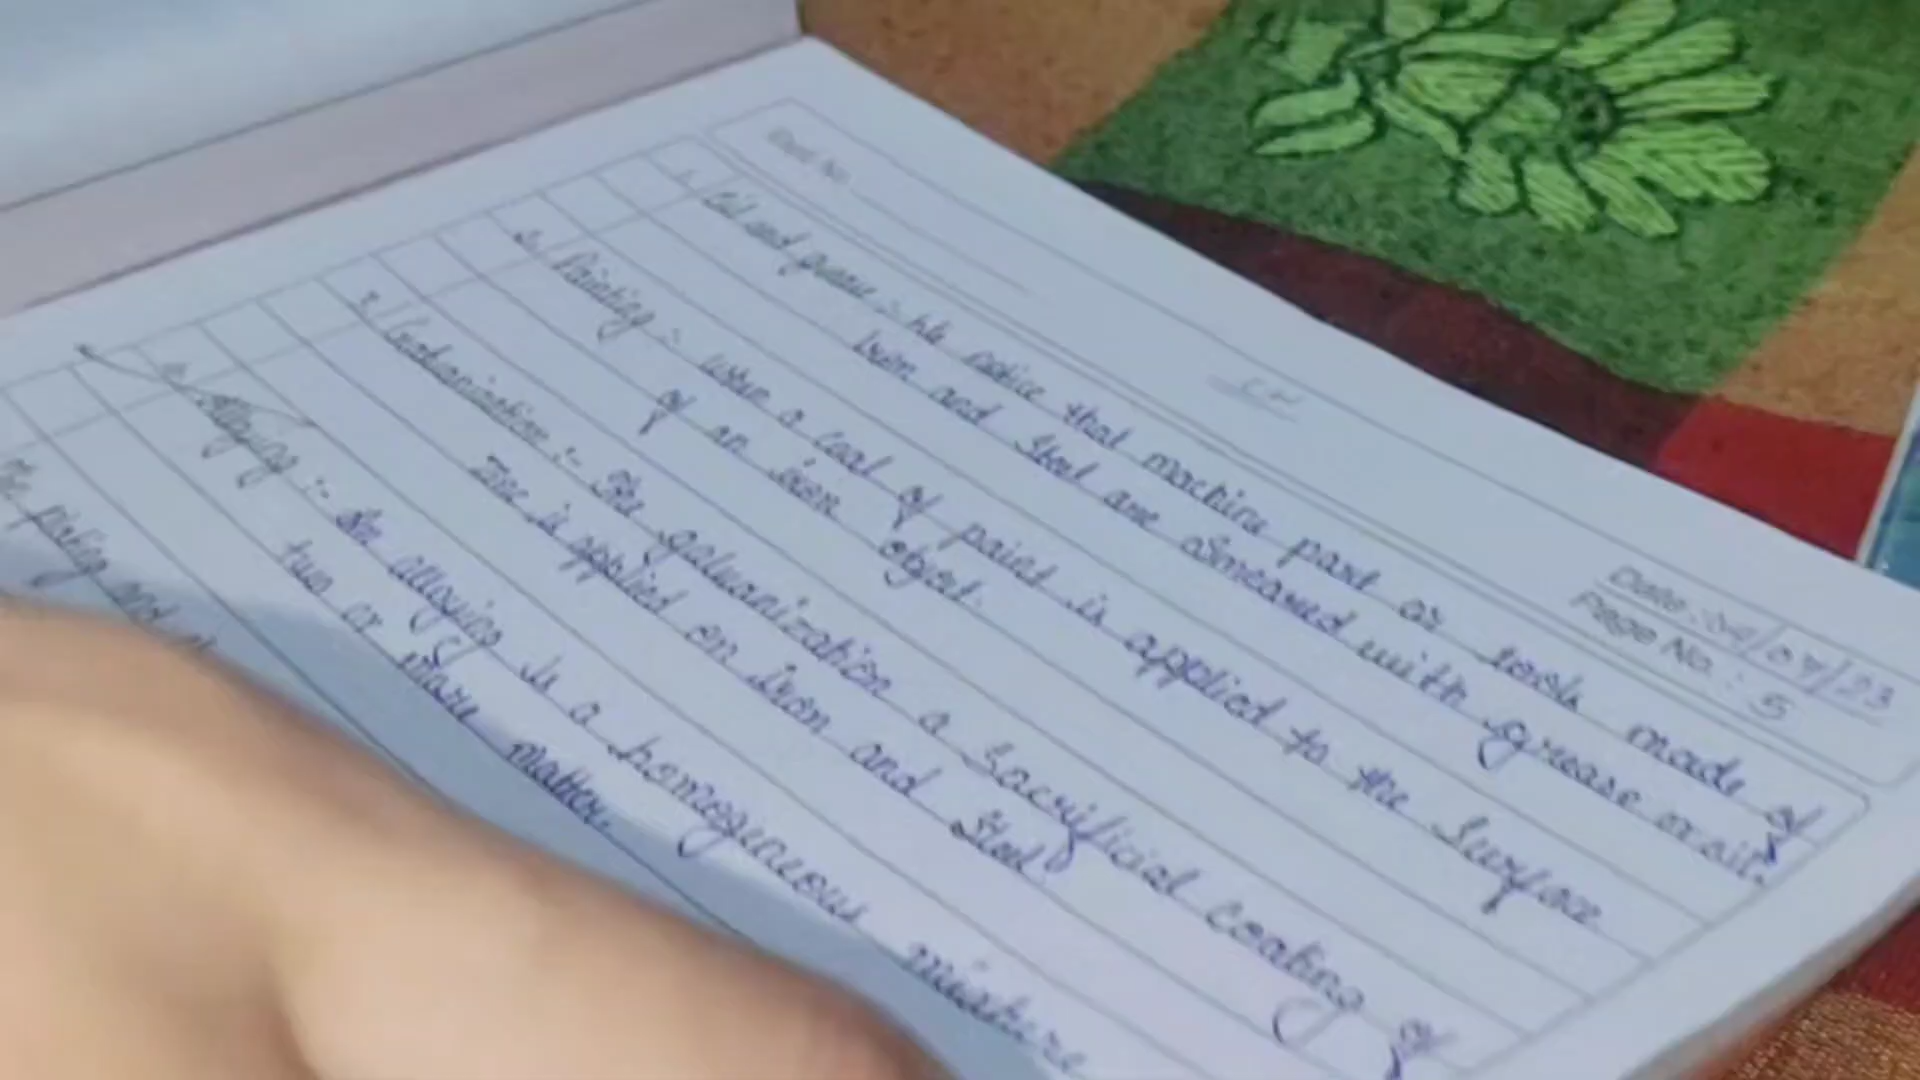 Expt. No.
Date : 04/07/23
Page No. : 5
1. Oil and grease :- We notice that machine part or tools made of
Iron and Steel are Smeared with grease or oil.
2. Painting :- when a coat of paint is applied to the Surface
of an iron object.
3. Galvanization :- The galvanization a Sacrificial coating of
Zinc is applied on Iron and Steel
4. Alloying :- An alloying is a homogeneous mixture
two or more matter.